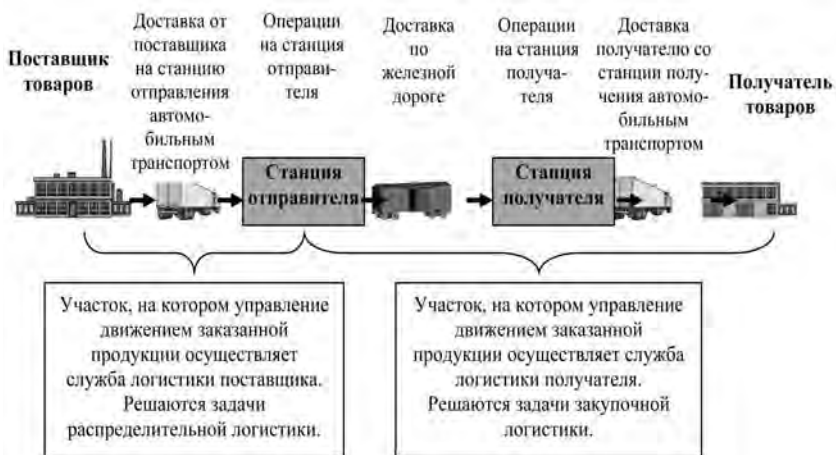 Поставщик
товаров
Доставка от
поставщика
на станцию
отправления
автомо-
бильным
транспортом
Операции
на станция
отправи-
теля
Доставка
по
железной
дороге
Операции
на станция
получа-
теля
Доставка
получателю со
станции полу-
чения автомо-
бильным
транспортом
Получатель
товаров
Станция
отправителя
Станция
получателя
Участок, на котором управление
движением заказанной
продукции осуществляет
служба логистики поставщика.
Решаются задачи
распределительной логистики.
Участок, на котором управление
движением заказанной
продукции осуществляет служба
логистики получателя.
Решаются задачи закупочной
логистики.